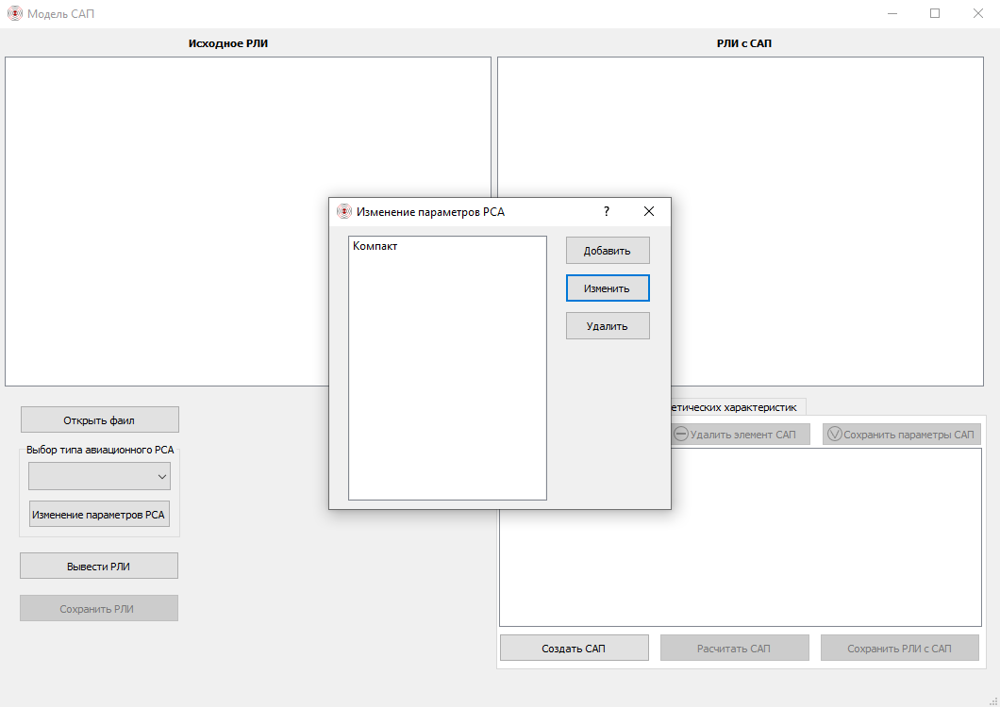 Модель САП
Исходное РЛИ
РЛИ с САП
Изменение параметров РСА
?
Компакт
Добавить
Изменить
Удалить
Открыть фаил
Выбор типа авиационного РСА
Изменение параметров РСА
Вывести РЛИ
Сохранить РЛИ
етических характеристик
Удалить элемент САП
Сохранить параметры САП
Создать САП
Расчитать САП
Сохранить РЛИ с САП